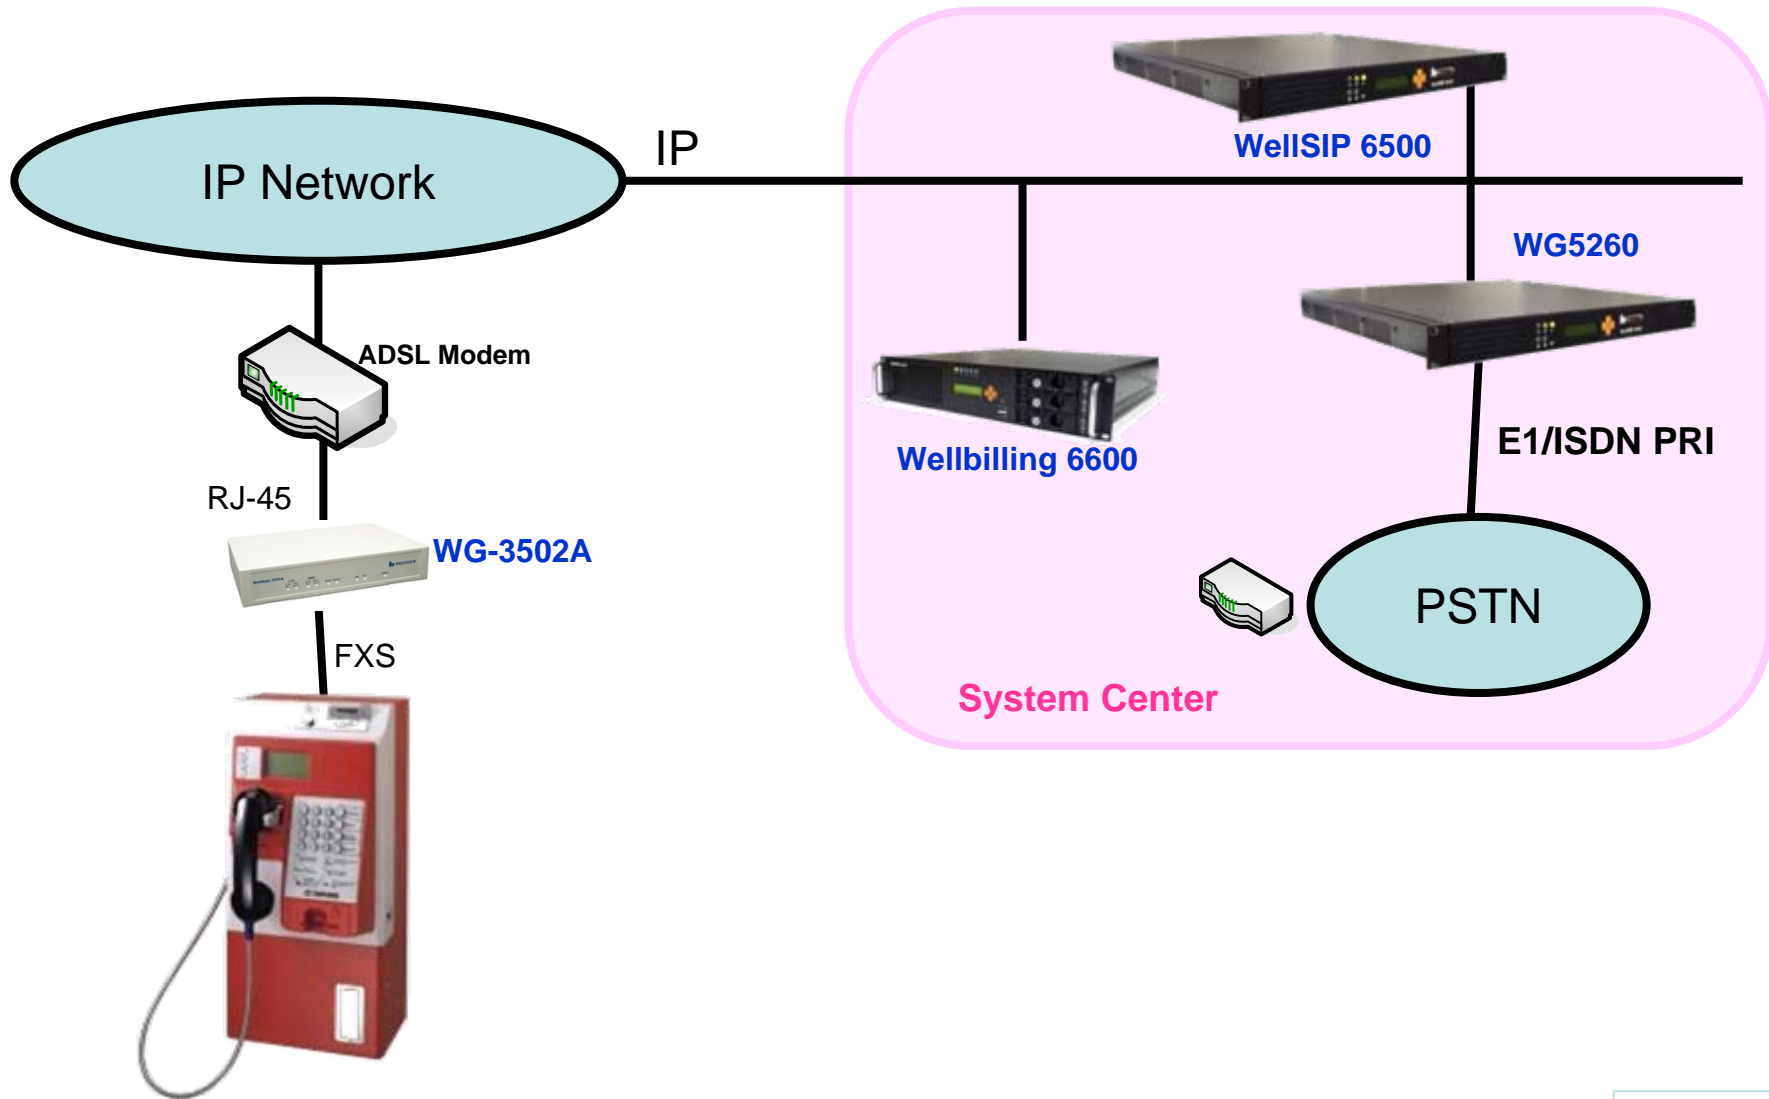 WellSIP 6500
IP
IP Network
WG5260
ADSL Modem
E1/ISDN PRI
Wellbilling 6600
RJ-45
WG-3502A
PSTN
FXS
System Center